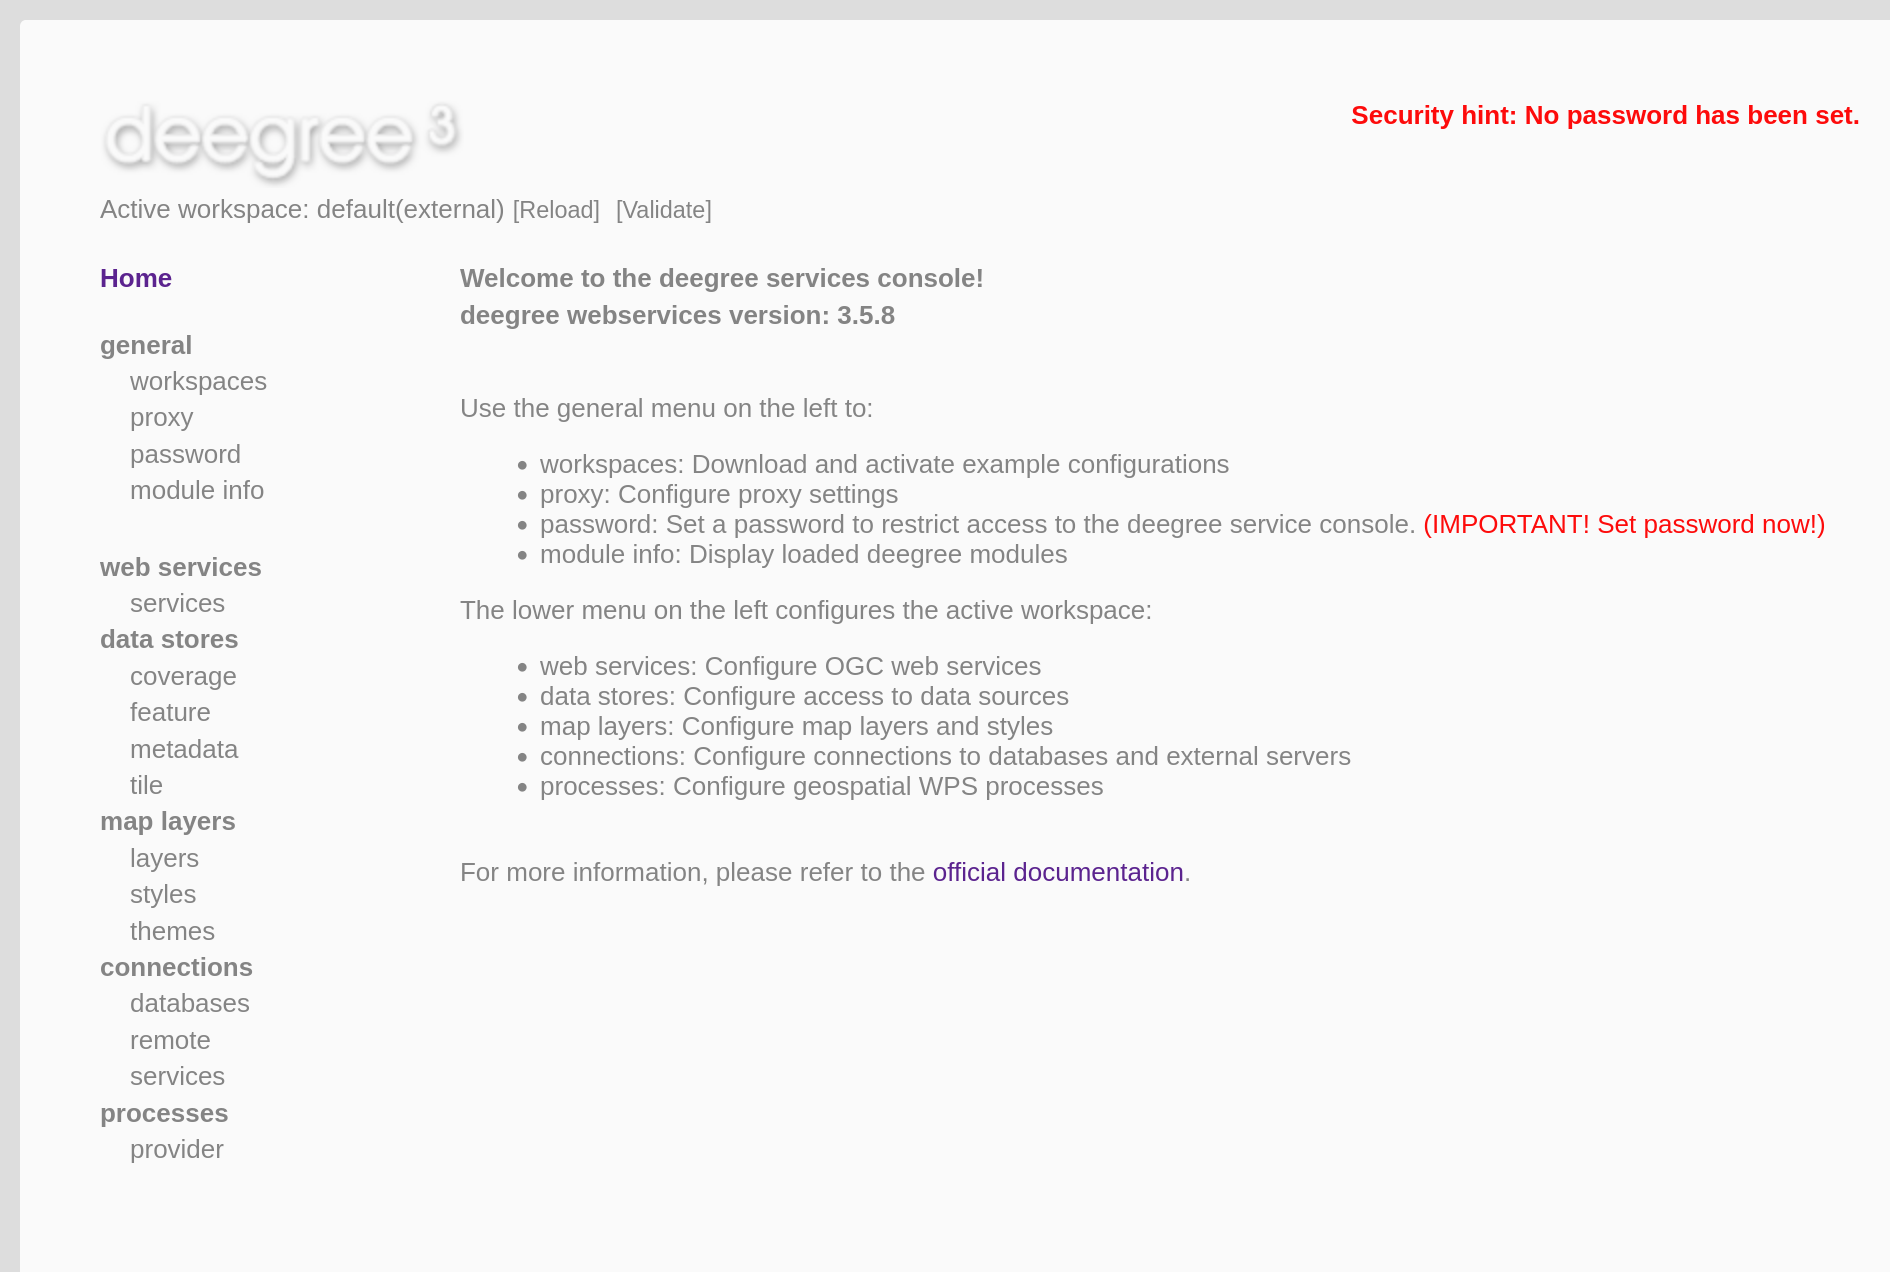 deegree 3
Security hint: No password has been set.
Active workspace: default(external) [Reload] [Validate]
Home
general
workspaces
proxy
password
module info
web services
services
data stores
coverage
feature
metadata
tile
map layers
layers
styles
themes
connections
databases
remote
services
processes
provider
Welcome to the deegree services console!
deegree webservices version: 3.5.8
Use the general menu on the left to:
• workspaces: Download and activate example configurations
• proxy: Configure proxy settings
• password: Set a password to restrict access to the deegree service console. (IMPORTANT! Set password now!)
• module info: Display loaded deegree modules
The lower menu on the left configures the active workspace:
• web services: Configure OGC web services
• data stores: Configure access to data sources
• map layers: Configure map layers and styles
• connections: Configure connections to databases and external servers
• processes: Configure geospatial WPS processes
For more information, please refer to the official documentation.